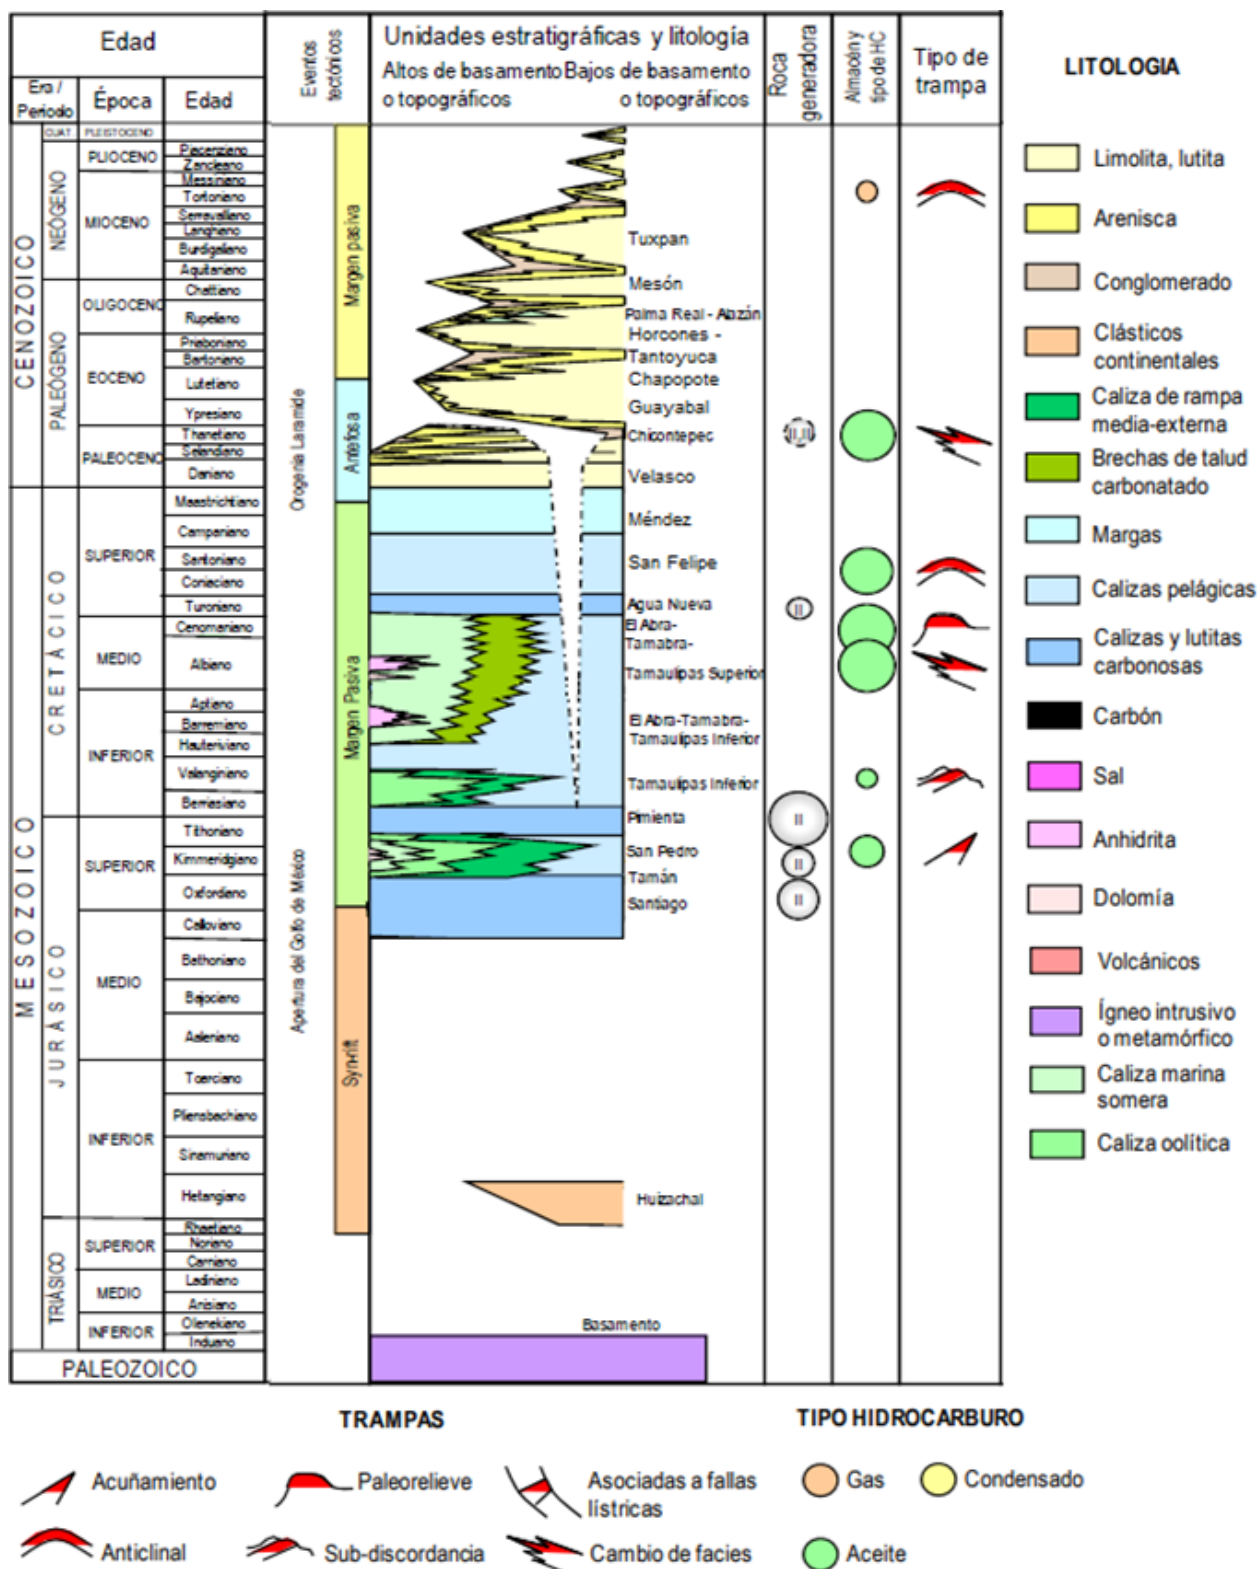 Edad
Era /
Periodo
Época
Edad
Eventos
tectónicos
Unidades estratigráficas y litología
Altos de basamento
o topográficos
Bajos de basamento
o topográficos
Roca
generadora
Almacén y
tipo de HC
Tipo de
trampa
CENOZOICO
MESOZOICO
CUAT.
NEÓGENO
PALEÓGENO
CRETÁCICO
JURÁSICO
TRIÁSICO
PLEISTOCENO
PLIOCENO
Piacenziano
Zancleano
MIOCENO
Messiniano
Tortoniano
Serravaliano
Langhiano
Burdigaliano
Aquitaniano
OLIGOCENO
Chattiano
Rupeliano
EOCENO
Priaboniano
Bartoniano
Lutetiano
Ypresiano
PALEOCENO
Thanetiano
Selandiano
Daniano
SUPERIOR
Maastrichtiano
Campaniano
Santoniano
Coniaciano
Turoniano
MEDIO
Cenomaniano
Albiano
INFERIOR
Aptiano
Barremiano
Hauteriviano
Valanginiano
Berriasiano
SUPERIOR
Tithoniano
Kimmeridgiano
Oxfordiano
MEDIO
Calloviano
Bathoniano
Bajociano
Aaleniano
INFERIOR
Toarciano
Pliensbachiano
Sinamuriano
Hetangiano
SUPERIOR
Rhaetiano
Noriano
Carniano
MEDIO
Ladiniano
Anisiano
INFERIOR
Olenekiano
Induano
PALEOZOICO
Orogenia Laramide
Apertura del Golfo de México
Margen pasiva
Antefosa
Margen Pasiva
Syn-rift
Tuxpan
Mesón
Palma Real - Alazán
Horcones -
Tantoyuca
Chapopote
Guayabal
Chicontepec
Velasco
Méndez
San Felipe
Agua Nueva
El Abra-
Tamabra-
Tamaulipas Superior
El Abra-Tamabra-
Tamaulipas Inferior
Tamaulipas Inferior
Pimienta
San Pedro
Tamán
Santiago
Huizachal
Basamento
II
II
II
II
LITOLOGIA
Limolita, lutita
Arenisca
Conglomerado
Clásticos
continentales
Caliza de rampa
media-externa
Brechas de talud
carbonatado
Margas
Calizas pelágicas
Calizas y lutitas
carbonosas
Carbón
Sal
Anhidrita
Dolomía
Volcánicos
Ígneo intrusivo
o metamórfico
Caliza marina
somera
Caliza oolítica
TRAMPAS
Acuñamiento
Paleorelieve
Asociadas a fallas
lístricas
Anticlinal
Sub-discordancia
Cambio de facies
TIPO HIDROCARBURO
Gas
Condensado
Aceite